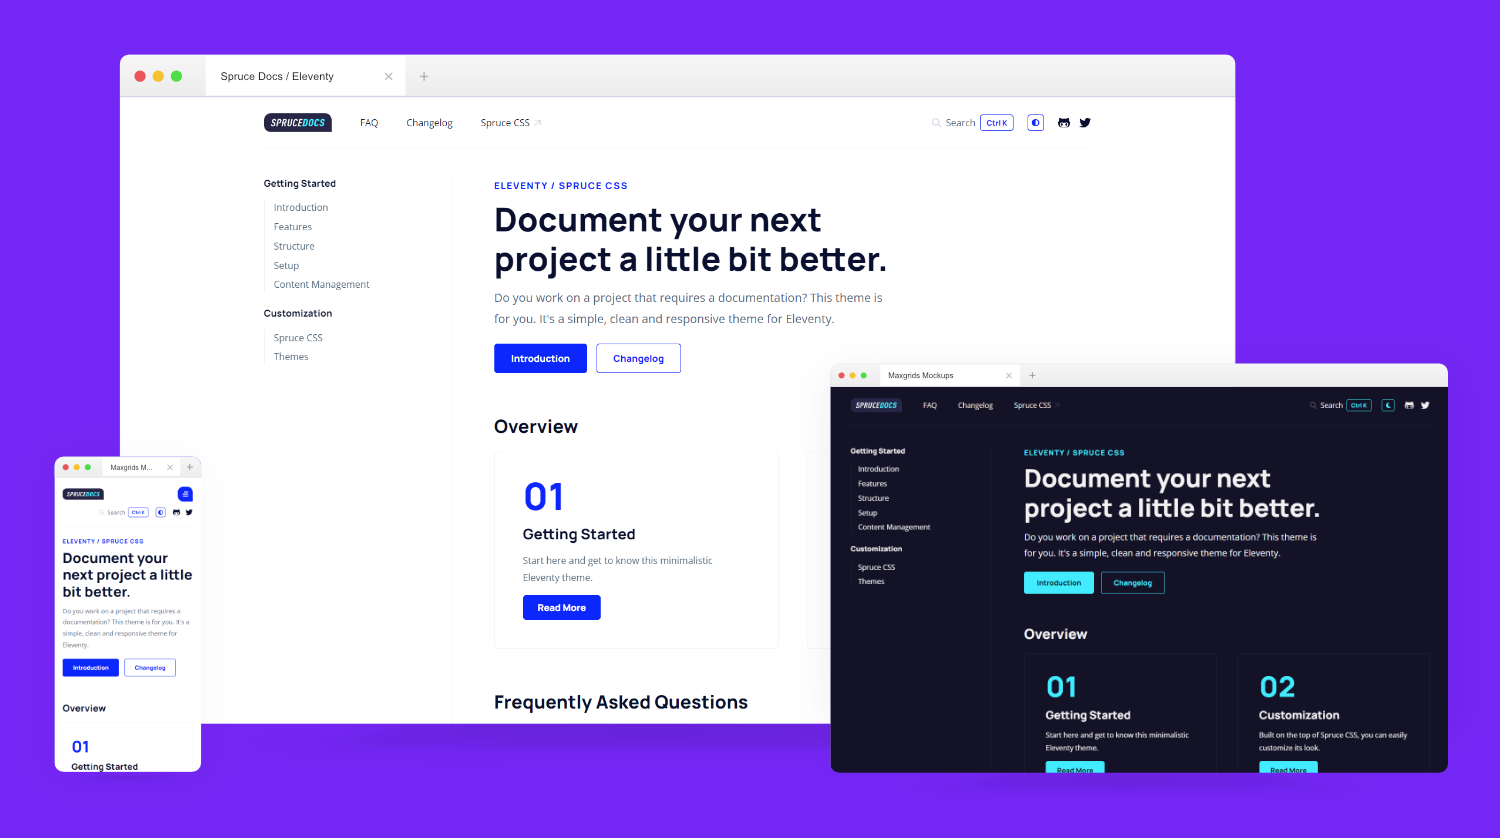 Spruce Docs / Eleventy
SPRUCEDOCS
FAQ
Changelog
Spruce CSS
Search
Ctrl K
Getting Started
Introduction
Features
Structure
Setup
Content Management
Customization
Spruce CSS
Themes
ELEVENTY / SPRUCE CSS
Document your next
project a little bit better.
Do you work on a project that requires a documentation? This theme is
for you. It's a simple, clean and responsive theme for Eleventy.
Introduction
Changelog
Overview
01
Getting Started
Start here and get to know this minimalistic
Eleventy theme.
Read More
Frequently Asked Questions
Maxgrids M...
SPRUCEDOCS
Search
Ctrl K
ELEVENTY / SPRUCE CSS
Document your
next project a little
bit better.
Do you work on a project that requires a
documentation? This theme is for you. It's a
simple, clean and responsive theme for
Eleventy.
Introduction
Changelog
Overview
01
Getting Started
Maxgrids Mockups
SPRUCEDOCS
FAQ
Changelog
Spruce CSS
Search
Ctrl K
Getting Started
Introduction
Features
Structure
Setup
Content Management
Customization
Spruce CSS
Themes
ELEVENTY / SPRUCE CSS
Document your next
project a little bit better.
Do you work on a project that requires a documentation? This theme is
for you. It's a simple, clean and responsive theme for Eleventy.
Introduction
Changelog
Overview
01
Getting Started
Start here and get to know this minimalistic
Eleventy theme.
Read More
02
Customization
Built on the top of Spruce CSS, you can easily
customize its look.
Read More